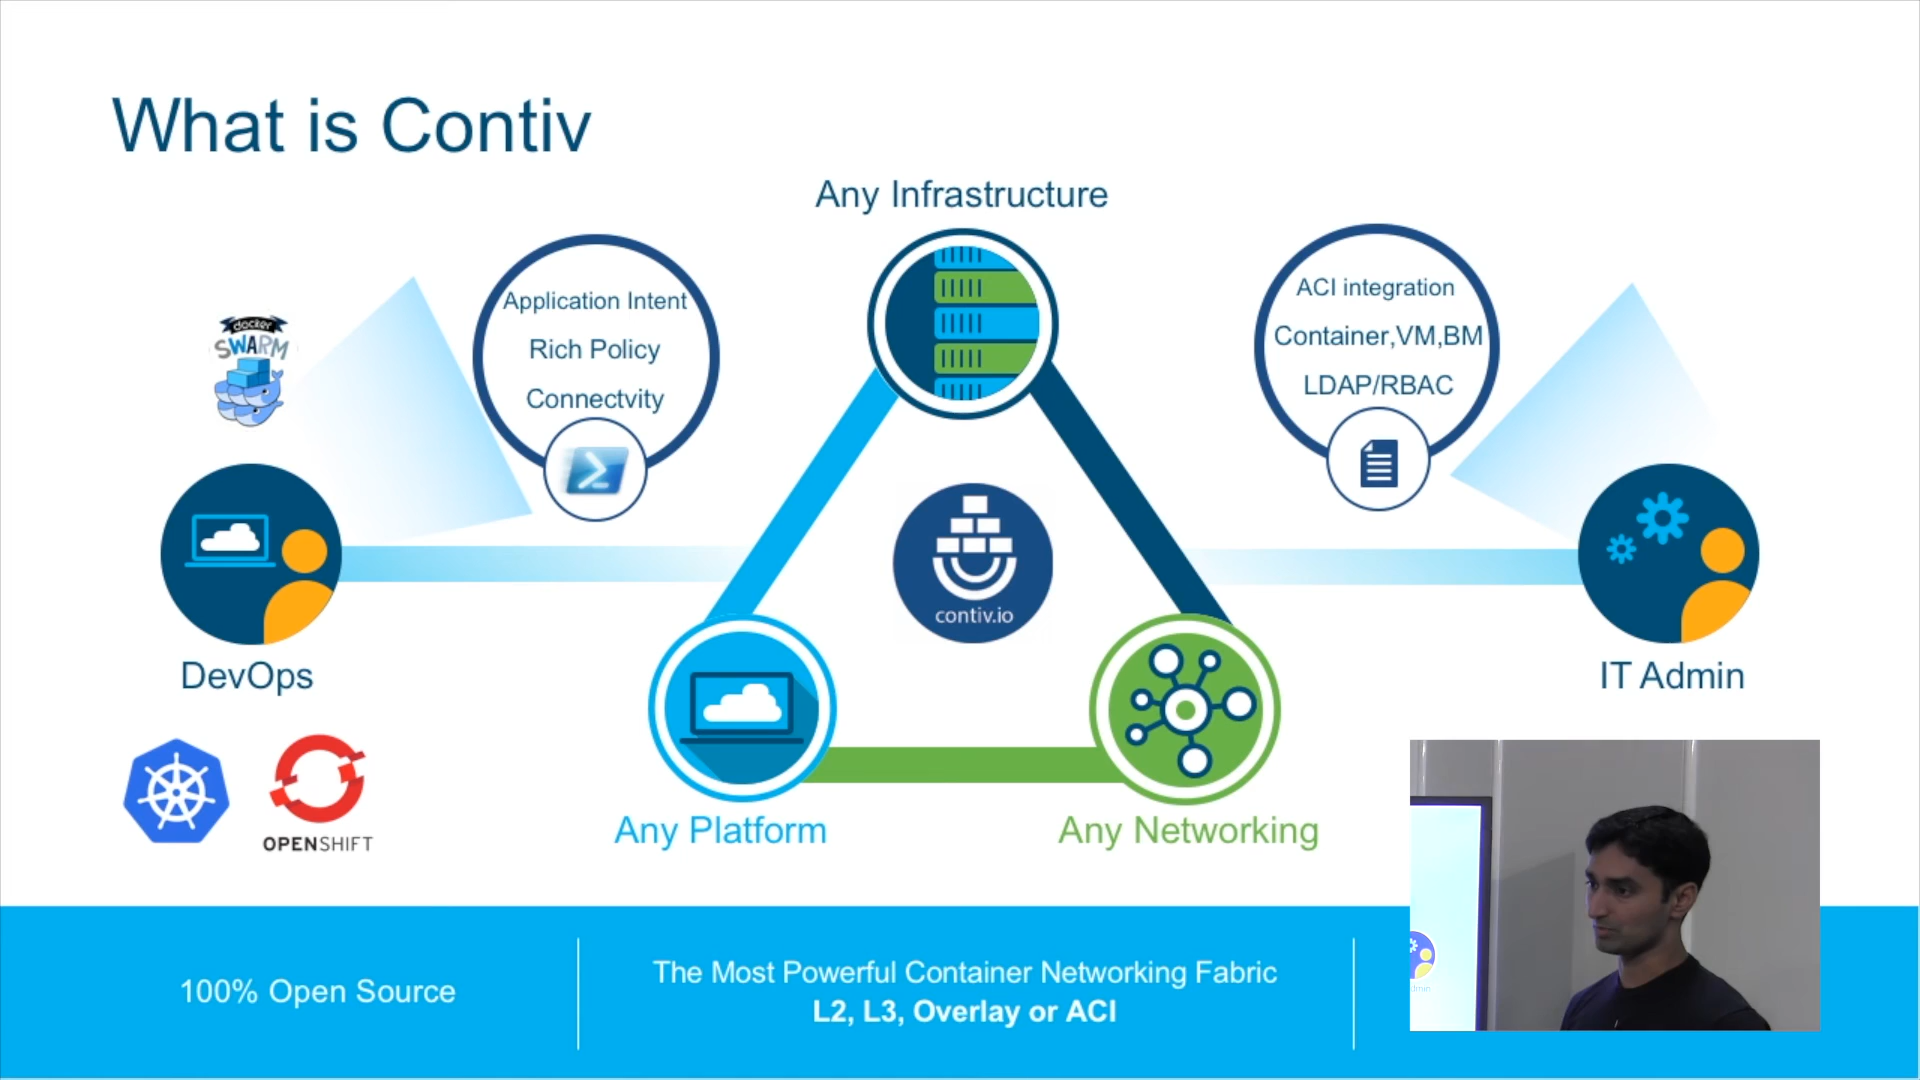 What is Contiv
Any Infrastructure
Application Intent
Rich Policy
Connectvity
ACI integration
Container,VM,BM
LDAP/RBAC
docker
SWARM
contiv.io
DevOps
IT Admin
OPENSHIFT
Any Platform
Any Networking
100% Open Source
The Most Powerful Container Networking Fabric
L2, L3, Overlay or ACI